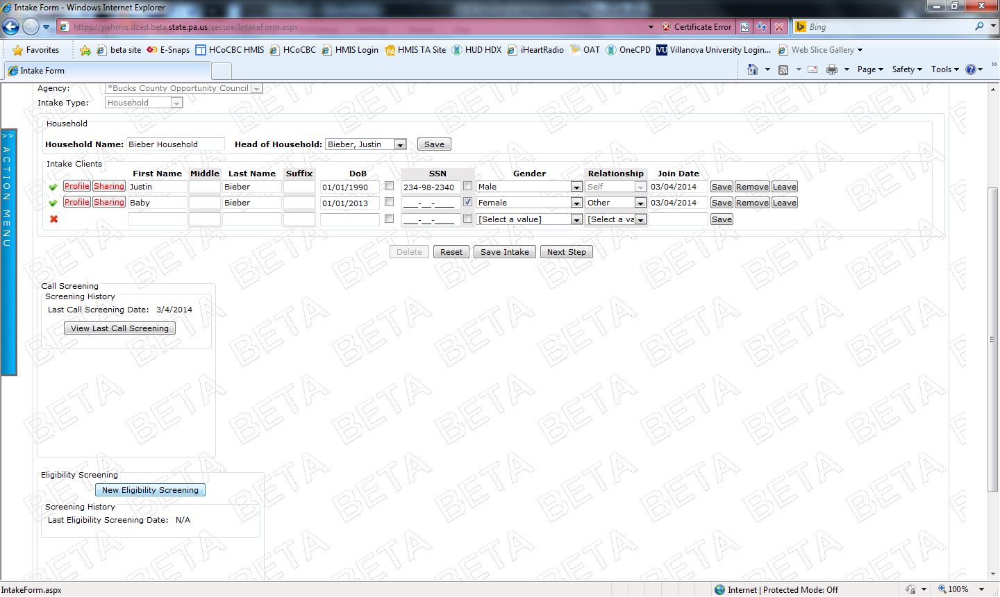 Intake Form - Windows Internet Explorer
https://pahmis.dced.beta.state.pa.us/secure/IntakeForm.aspx Certificate Error Bing
Favorites beta site E-Snaps HCoCBC HMIS HCoCBC HMIS Login HMIS TA Site HUD HDX iHeartRadio OAT OneCPD VU Villanova University Login... Web Slice Gallery
Intake Form Page Safety Tools
Agency: *Bucks County Opportunity Council
Intake Type: Household
Household
Household Name: Bieber Household Head of Household: Bieber, Justin Save
Intake Clients
First Name Middle Last Name Suffix DoB SSN Gender Relationship Join Date
Profile Sharing Justin Bieber 01/01/1990 234-98-2340 Male Self 03/04/2014 Save Remove Leave
Profile Sharing Baby Bieber 01/01/2013 ___-__-____ Female Other 03/04/2014 Save Remove Leave
___-__-____ [Select a value] [Select a va Save
Delete Reset Save Intake Next Step
Call Screening
Screening History
Last Call Screening Date: 3/4/2014
View Last Call Screening
Eligibility Screening
New Eligibility Screening
Screening History
Last Eligibility Screening Date: N/A
>> ACTION MENU
BETA
IntakeForm.aspx Internet | Protected Mode: Off 100%